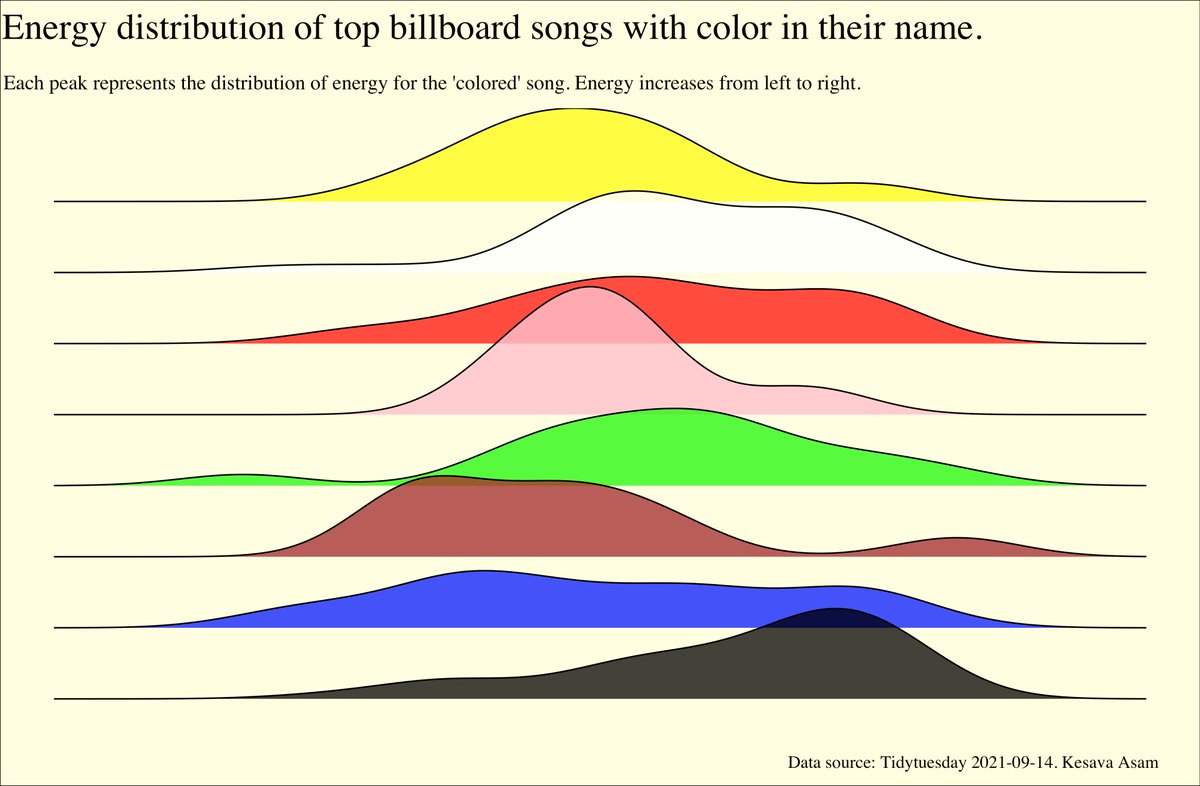 Energy distribution of top billboard songs with color in their name.
Each peak represents the distribution of energy for the 'colored' song. Energy increases from left to right.
Data source: Tidytuesday 2021-09-14. Kesava Asam